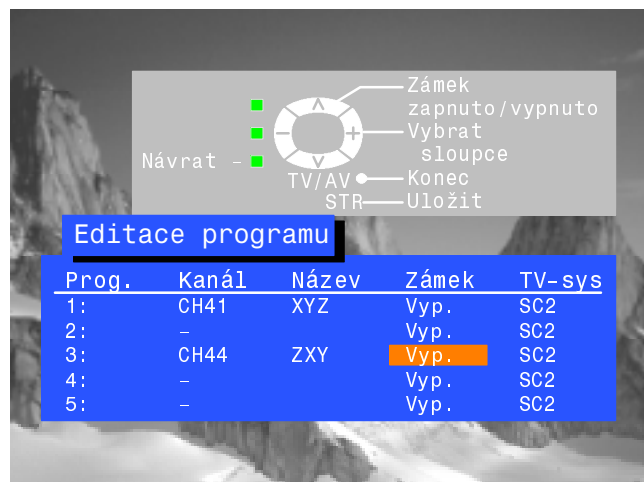 Zámek
zapnuto/vypnuto
Vybrat
sloupce
Návrat –
TV/AV Konec
STR Uložit
Editace programu
Prog. Kanál Název Zámek TV-sys
1: CH41 XYZ Vyp. SC2
2: – Vyp. SC2
3: CH44 ZXY Vyp. SC2
4: – Vyp. SC2
5: – Vyp. SC2